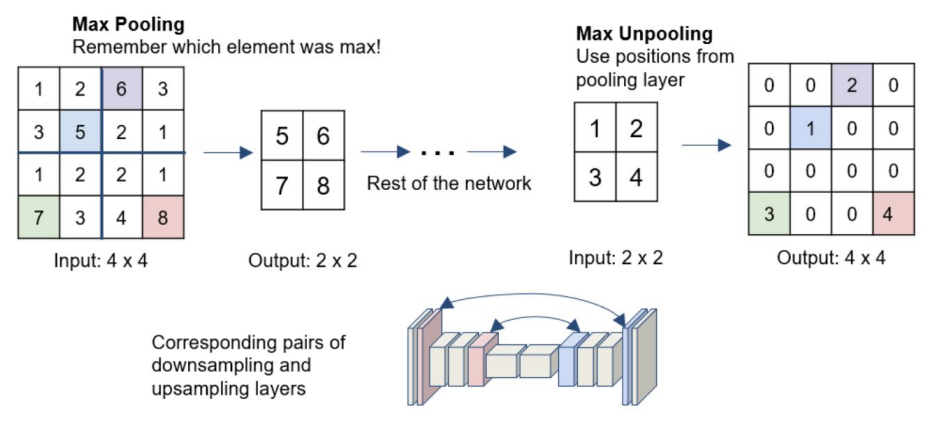 Max Pooling
Remember which element was max!
1 2 6 3
3 5 2 1
1 2 2 1
7 3 4 8
Input: 4 x 4
5 6
7 8
Output: 2 x 2
. . .
Rest of the network
Max Unpooling
Use positions from
pooling layer
1 2
3 4
Input: 2 x 2
0 0 2 0
0 1 0 0
0 0 0 0
3 0 0 4
Output: 4 x 4
Corresponding pairs of
downsampling and
upsampling layers